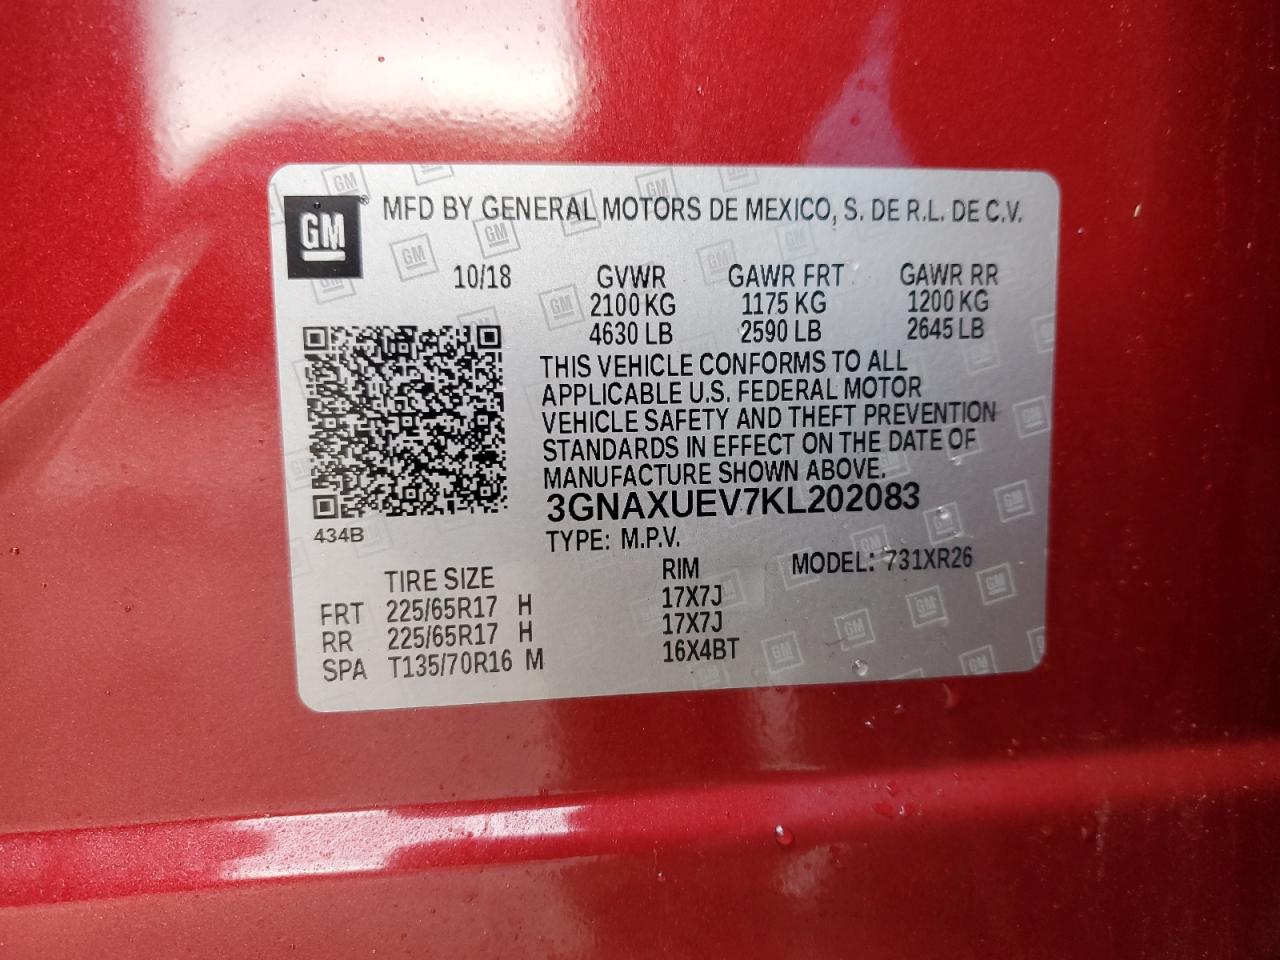 GM® MFD BY GENERAL MOTORS DE MEXICO, S. DE R.L. DE C.V.
10/18 GVWR GAWR FRT GAWR RR
2100 KG 1175 KG 1200 KG
4630 LB 2590 LB 2645 LB
THIS VEHICLE CONFORMS TO ALL
APPLICABLE U.S. FEDERAL MOTOR
VEHICLE SAFETY AND THEFT PREVENTION
STANDARDS IN EFFECT ON THE DATE OF
MANUFACTURE SHOWN ABOVE.
3GNAXUEV7KL202083
434B
TYPE: M.P.V.
MODEL: 731XR26
TIRE SIZE RIM
FRT 225/65R17 H 17X7J
RR 225/65R17 H 17X7J
SPA T135/70R16 M 16X4BT